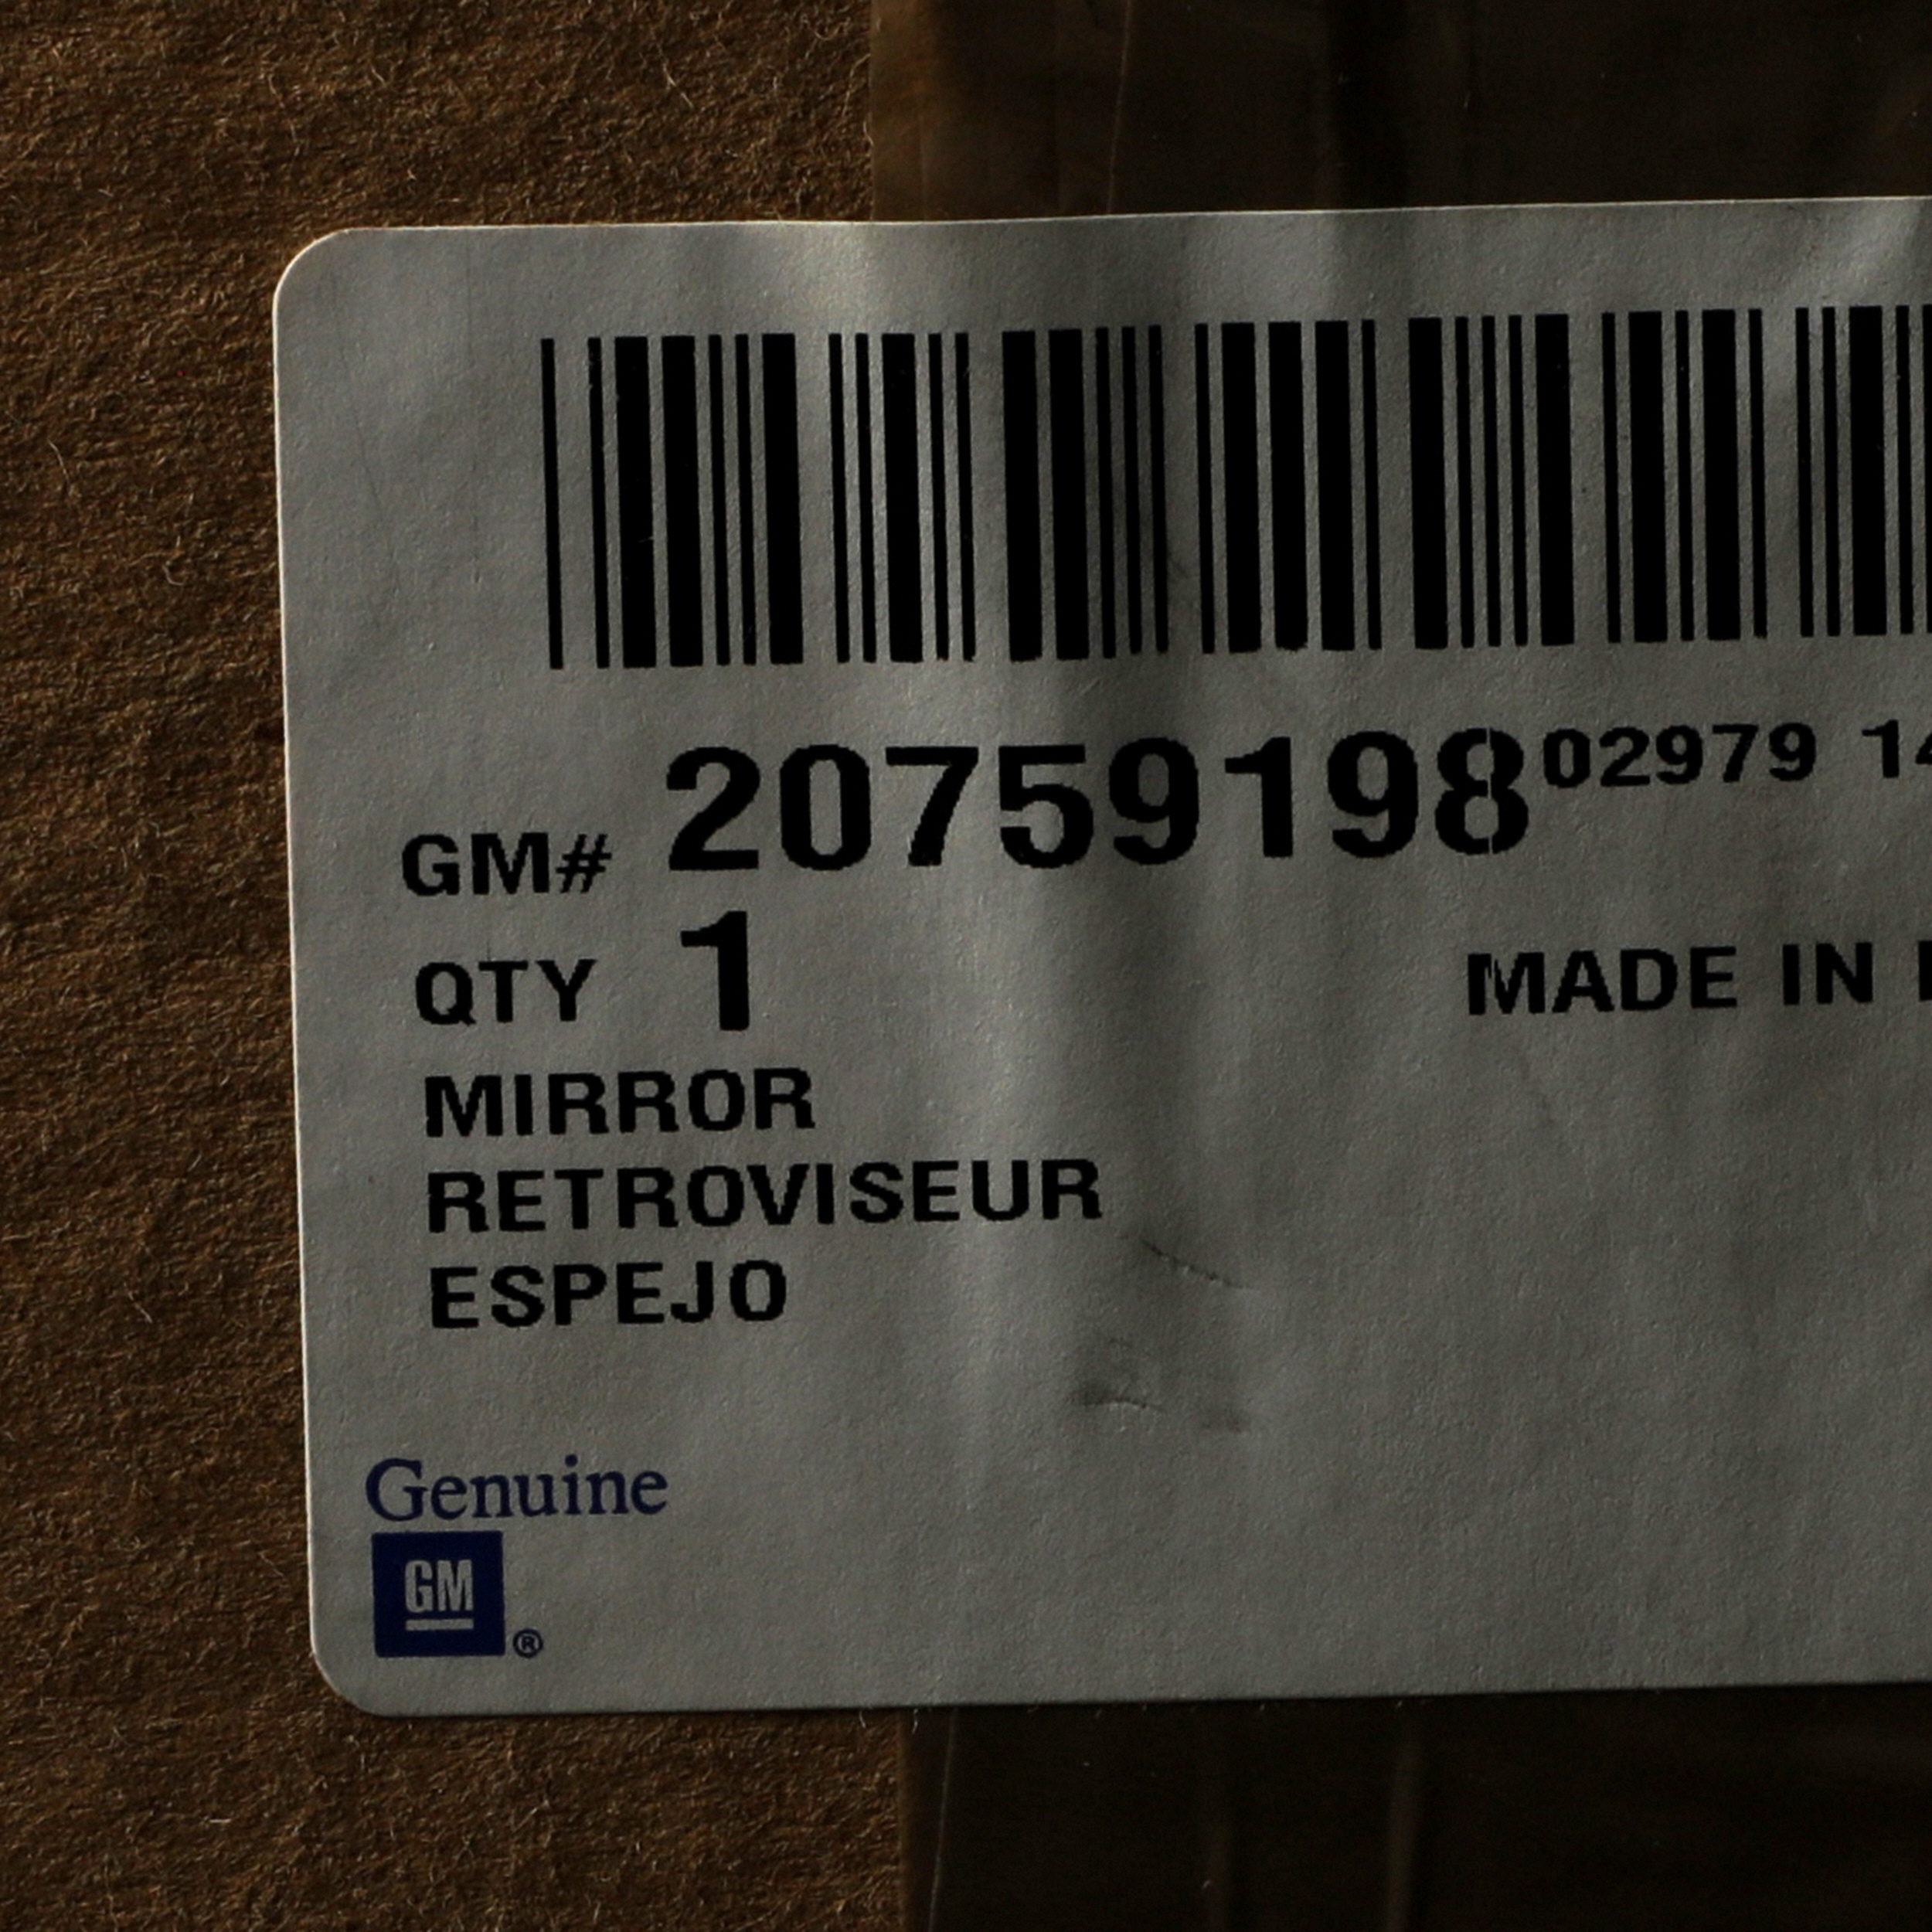 GM# 20759198 02979
QTY 1
MADE IN
MIRROR
RETROVISEUR
ESPEJO
Genuine
GM ®